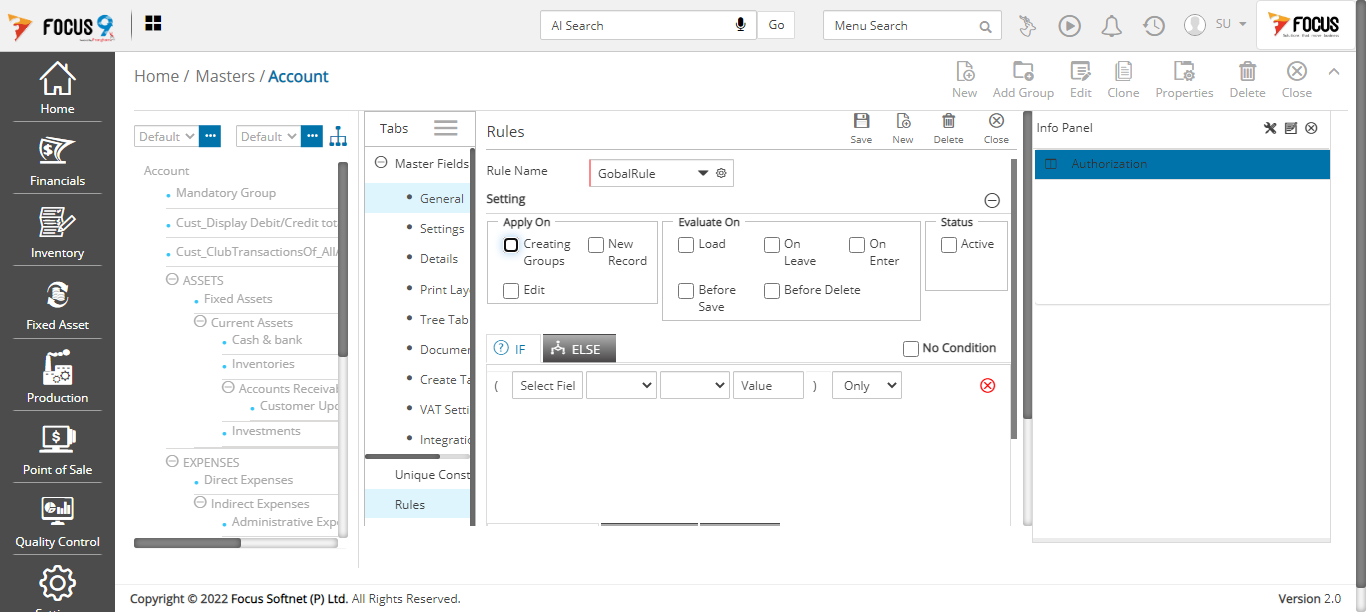 FOCUS 9
AI Search
Go
Menu Search
SU
FOCUS
Home
Financials
Inventory
Fixed Asset
Production
Point of Sale
Quality Control
Home / Masters / Account
New
Add Group
Edit
Clone
Properties
Delete
Close
Default
Default
Account
Mandatory Group
Cust_Display Debit/Credit tot
Cust_ClubTransactionsOf_All
ASSETS
Fixed Assets
Current Assets
Cash & bank
Inventories
Accounts Receival
Customer Upd
Investments
EXPENSES
Direct Expenses
Indirect Expenses
Administrative Exp
Tabs
Master Fields
General
Settings
Details
Print Lay
Tree Tab
Documen
Create Ta
VAT Setti
Integratio
Unique Const
Rules
Rules
Save
New
Delete
Close
Rule Name
GobalRule
Setting
Apply On
Creating
Groups
New
Record
Edit
Evaluate On
Load
On
Leave
On
Enter
Before
Save
Before Delete
Status
Active
IF
ELSE
No Condition
( Select Fiel Value ) Only
Info Panel
Authorization
Copyright © 2022 Focus Softnet (P) Ltd. All Rights Reserved.
Version 2.0